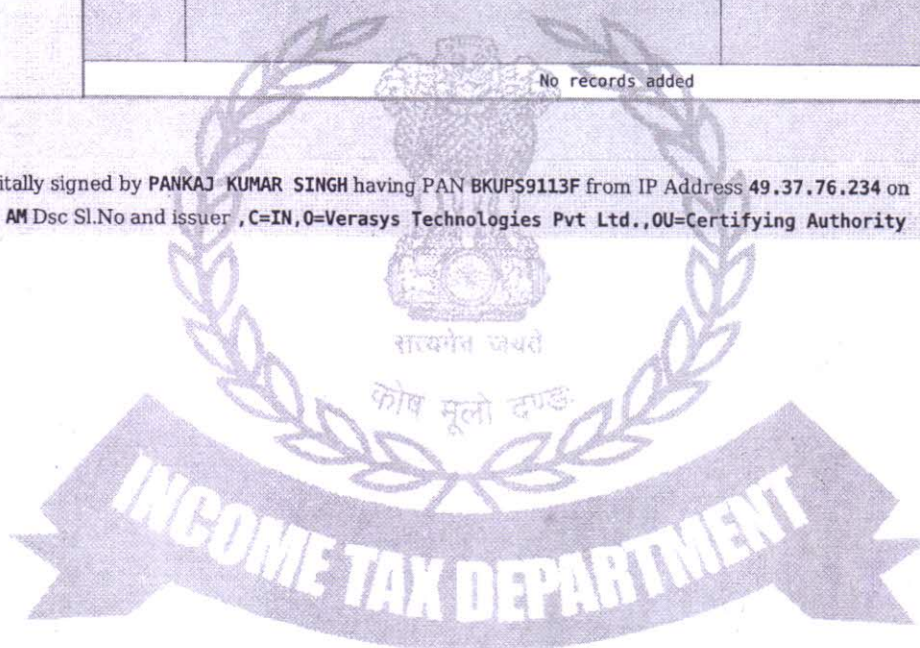 No records added
itally signed by PANKAJ KUMAR SINGH having PAN BKUPS9113F from IP Address 49.37.76.234 on
AM Dsc Sl.No and issuer ,C=IN,O=Verasys Technologies Pvt Ltd.,OU=Certifying Authority
सत्यमेव जयते
कोष मूलो दण्डः
INCOME TAX DEPARTMENT